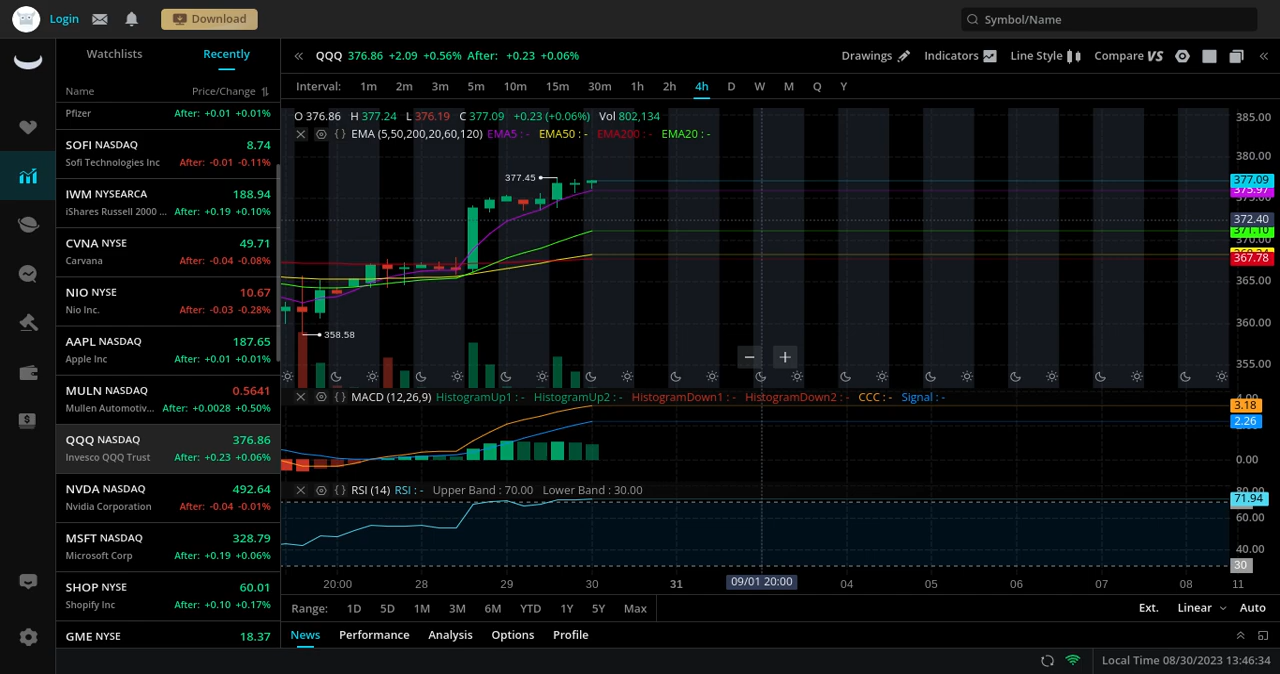 Login
Download
Symbol/Name
Watchlists Recently
Name Price/Change
Pfizer After: +0.01 +0.01%
SOFI NASDAQ 8.74
Sofi Technologies Inc After: -0.01 -0.11%
IWM NYSEARCA 188.94
iShares Russell 2000 ... After: +0.19 +0.10%
CVNA NYSE 49.71
Carvana After: -0.04 -0.08%
NIO NYSE 10.67
Nio Inc. After: -0.03 -0.28%
AAPL NASDAQ 187.65
Apple Inc After: +0.01 +0.01%
MULN NASDAQ 0.5641
Mullen Automotiv... After: +0.0028 +0.50%
QQQ NASDAQ 376.86
Invesco QQQ Trust After: +0.23 +0.06%
NVDA NASDAQ 492.64
Nvidia Corporation After: -0.04 -0.01%
MSFT NASDAQ 328.79
Microsoft Corp After: +0.19 +0.06%
SHOP NYSE 60.01
Shopify Inc After: +0.10 +0.17%
GME NYSE 18.37
QQQ 376.86 +2.09 +0.56% After: +0.23 +0.06%
Drawings Indicators Line Style Compare VS
Interval: 1m 2m 3m 5m 10m 15m 30m 1h 2h 4h D W M Q Y
O 376.86 H 377.24 L 376.19 C 377.09 +0.23 (+0.06%) Vol 802,134
EMA (5,50,200,20,60,120) EMA5 : - EMA50 : - EMA200 : - EMA20 : -
377.45
358.58
385.00
380.00
377.09
375.97
375.00
372.40
371.10
370.00
367.78
365.00
360.00
355.00
MACD (12,26,9) HistogramUp1 : - HistogramUp2 : - HistogramDown1 : - HistogramDown2 : - CCC : - Signal : -
4.00
3.18
2.26
0.00
RSI (14) RSI : - Upper Band : 70.00 Lower Band : 30.00
80.00
71.94
60.00
40.00
30
20:00 28 29 30 31 09/01 20:00 04 05 06 07 08 11
Range: 1D 5D 1M 3M 6M YTD 1Y 5Y Max
Ext. Linear Auto
News Performance Analysis Options Profile
Local Time 08/30/2023 13:46:34